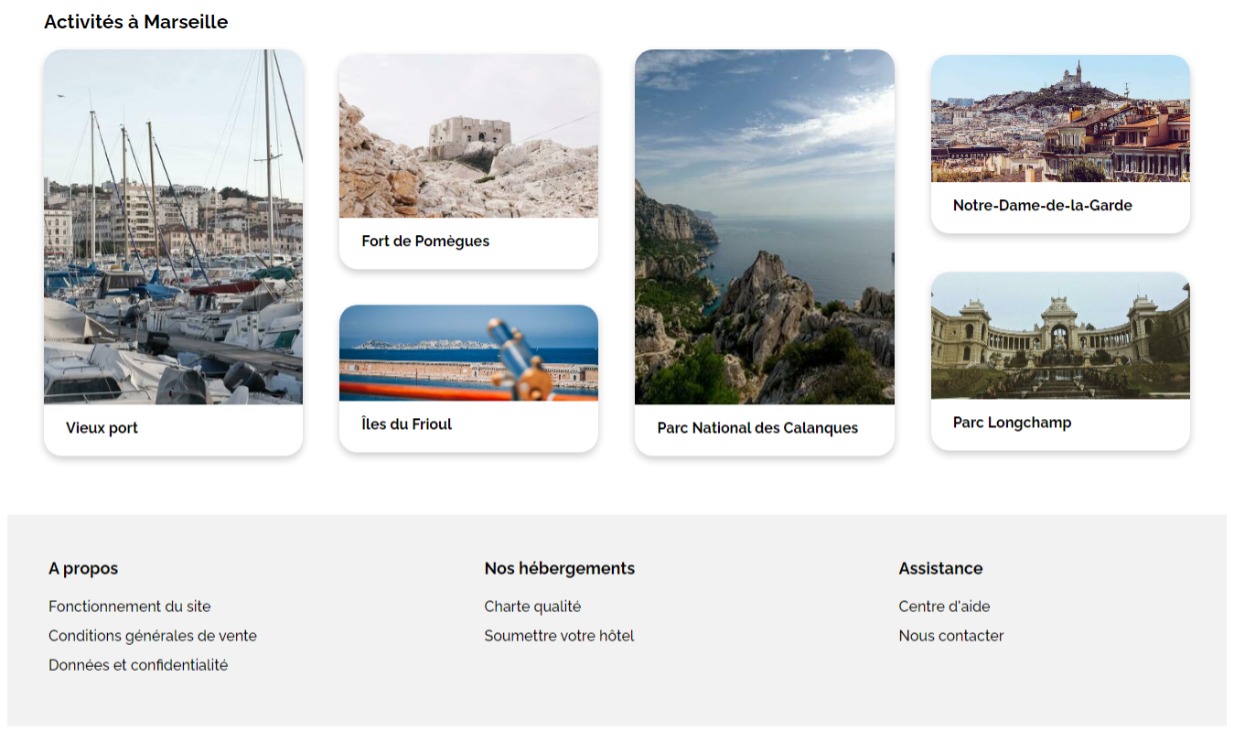 Activités à Marseille
Vieux port
Fort de Pomègues
Îles du Frioul
Parc National des Calanques
Notre-Dame-de-la-Garde
Parc Longchamp
A propos
Fonctionnement du site
Conditions générales de vente
Données et confidentialité
Nos hébergements
Charte qualité
Soumettre votre hôtel
Assistance
Centre d'aide
Nous contacter